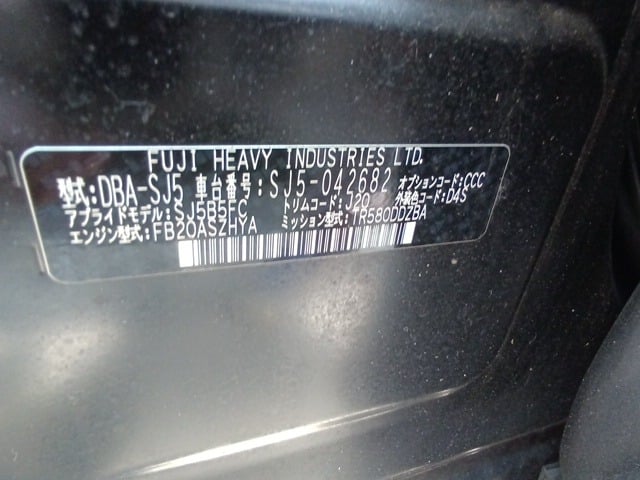 FUJI HEAVY INDUSTRIES LTD.
型式:DBA-SJ5 車台番号:SJ5-042682 オプションコード:CCC
アプライドモデル:SJ5B5FC トリムコード:J20 外装色コード:D4S
エンジン型式:FB20ASZHYA ミッション型式:TR580DDZBA